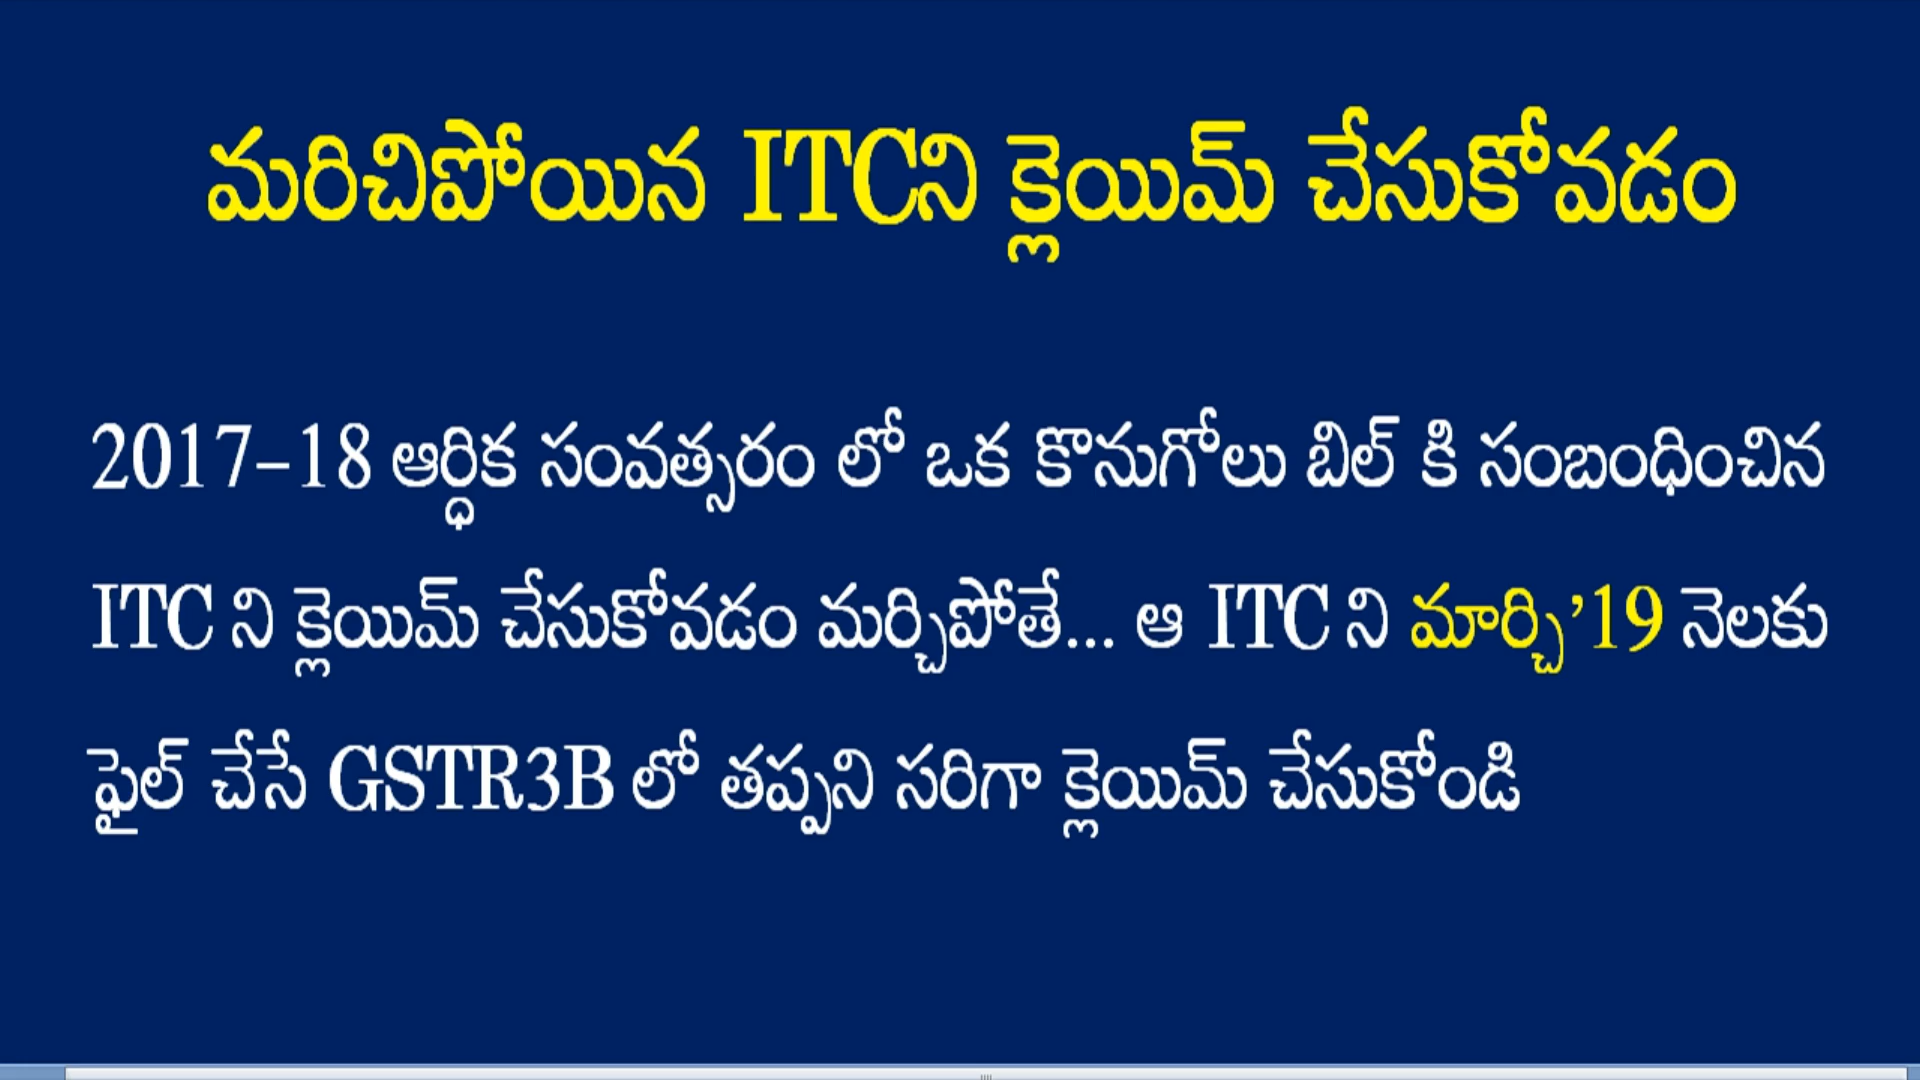 మరిచిపోయిన ITCని క్లెయిమ్ చేసుకోవడం
2017-18 ఆర్ధిక సంవత్సరం లో ఒక కొనుగోలు బిల్ కి సంబంధించిన
ITC ని క్లెయిమ్ చేసుకోవడం మర్చిపోతే... ఆ ITC ని మార్చి’19 నెలకు
ఫైల్ చేసే GSTR3B లో తప్పని సరిగా క్లెయిమ్ చేసుకోండి